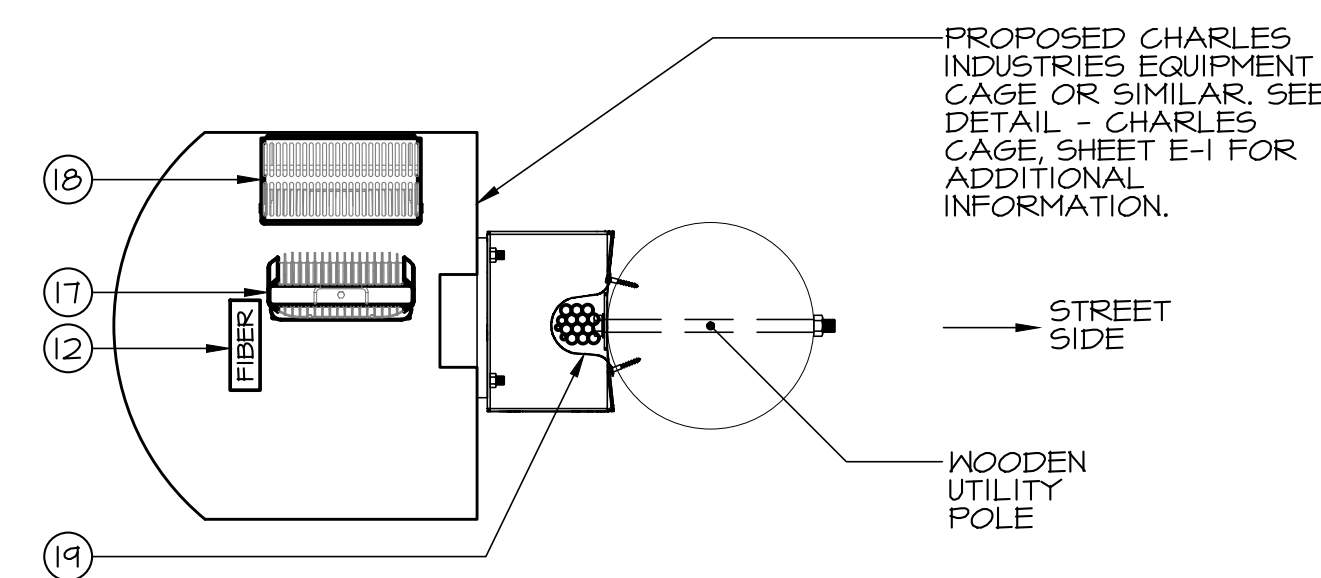 PROPOSED CHARLES
INDUSTRIES EQUIPMENT
CAGE OR SIMILAR. SEE
DETAIL - CHARLES
CAGE, SHEET E-1 FOR
ADDITIONAL
INFORMATION.
18
17
12
FIBER
STREET
SIDE
WOODEN
UTILITY
POLE
19